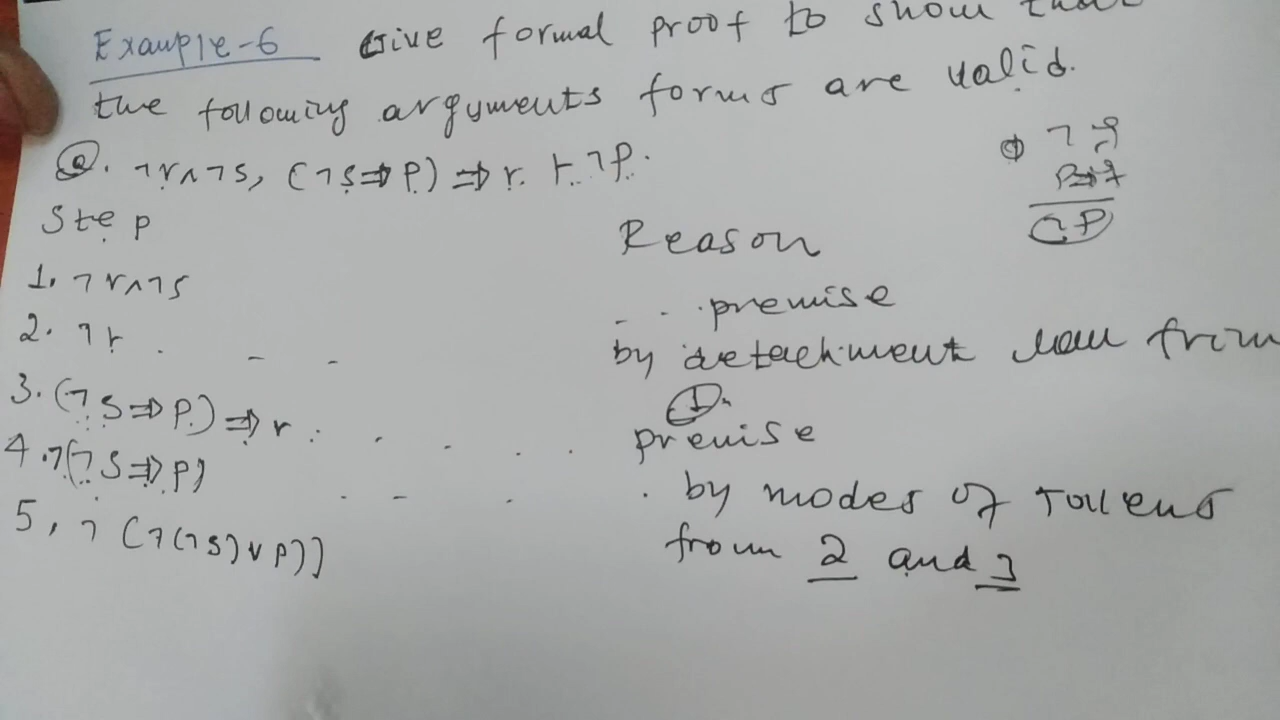 Example-6 Give formal proof to show that
the following arguments forms are valid.
ⓐ. ¬r∧¬s, (¬s⇒p)⇒r ⊢ ¬p.
¬q
p⇒q
¬p
Step Reason
1. ¬r∧¬s premise
2. ¬r by detachment law from
①
3. (¬s⇒p)⇒r premise
4. ¬(¬s⇒p) by modes of Tollens
from 2 and 3
5, ¬(¬(¬s)∨p))